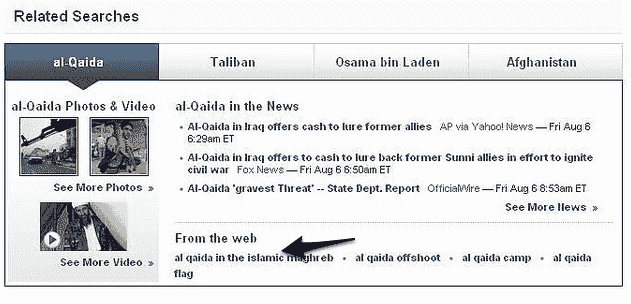 Related Searches
al-Qaida
Taliban
Osama bin Laden
Afghanistan
al-Qaida Photos & Video
See More Photos »
See More Video »
al-Qaida in the News
• Al-Qaida in Iraq offers cash to lure former allies AP via Yahoo! News — Fri Aug 6
6:29am ET
• Al-Qaida in Iraq offers to cash to lure back former Sunni allies in effort to ignite
civil war Fox News — Fri Aug 6 6:50am ET
• Al-Qaida 'gravest Threat' -- State Dept. Report OfficialWire — Fri Aug 6 8:53am ET
See More News »
From the web
al qaida in the islamic maghreb • al qaida offshoot • al qaida camp • al qaida
flag